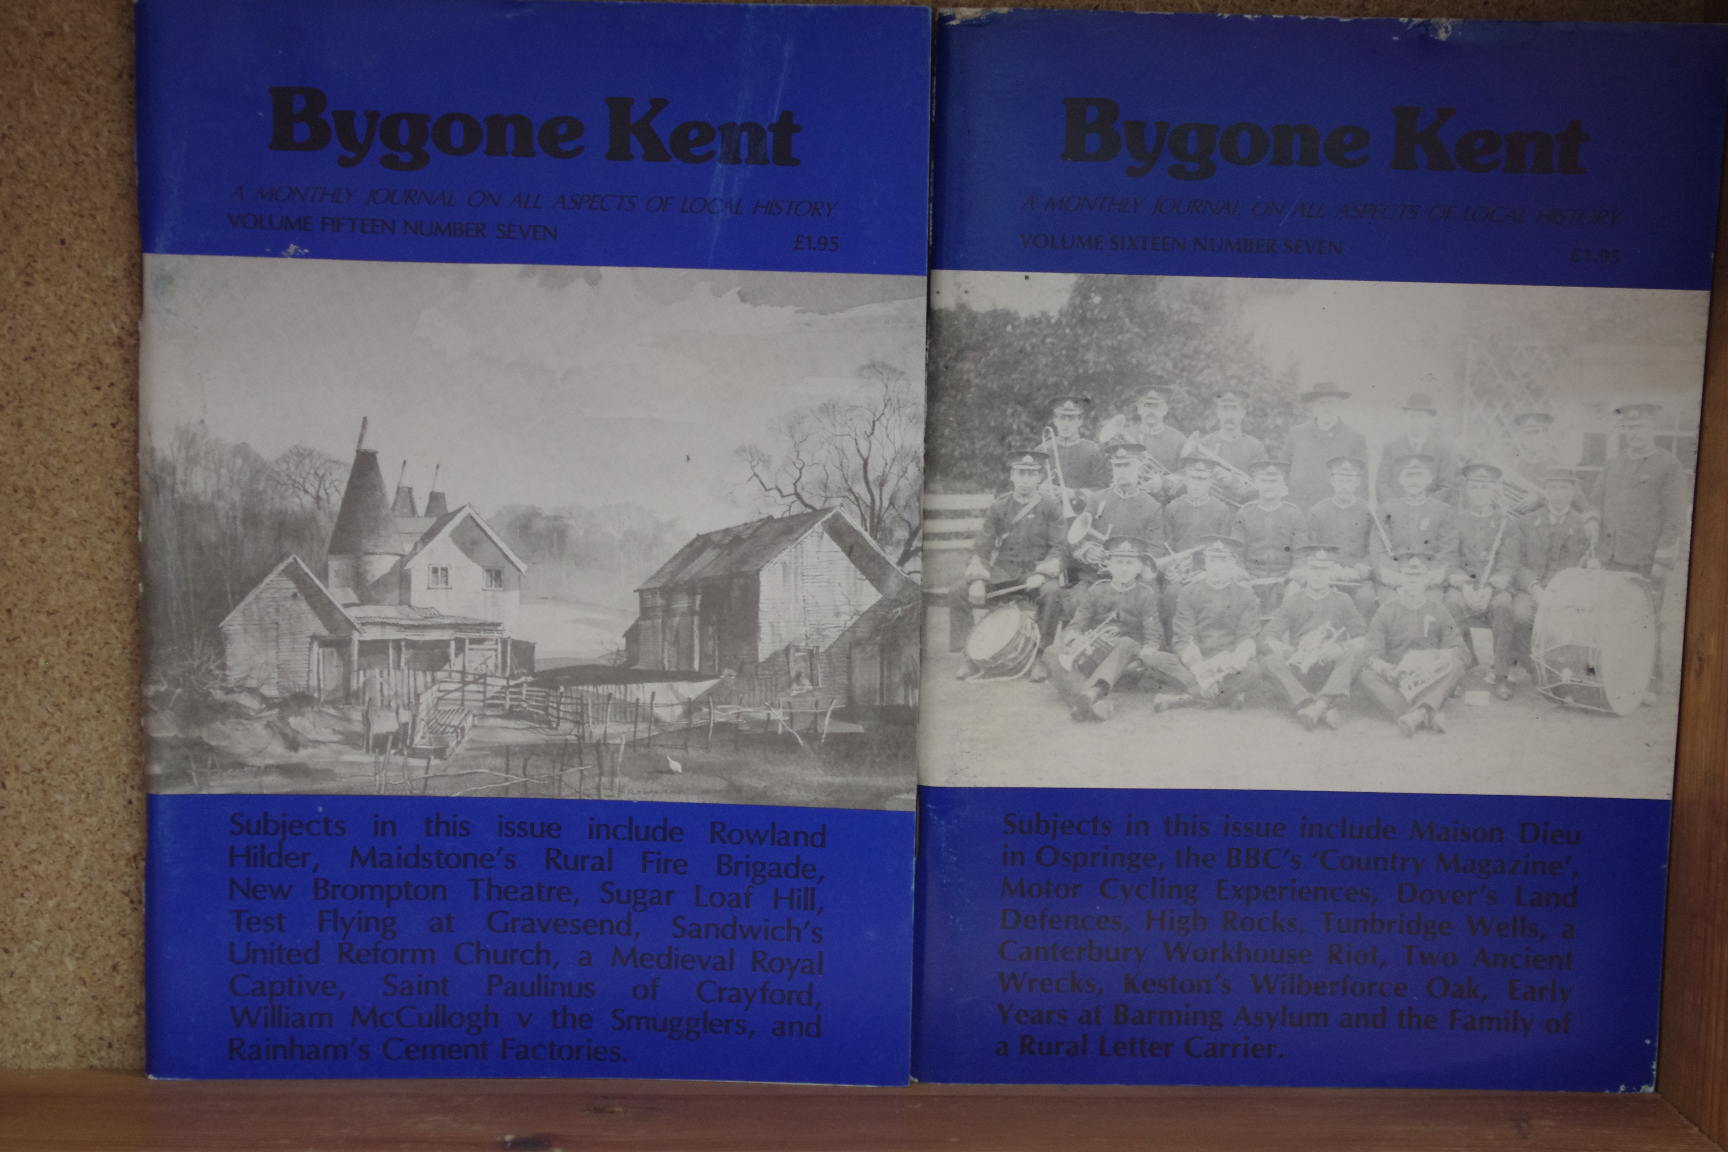 Bygone Kent
A MONTHLY JOURNAL ON ALL ASPECTS OF LOCAL HISTORY
VOLUME FIFTEEN NUMBER SEVEN
£1.95
Subjects in this issue include Rowland
Hilder, Maidstone's Rural Fire Brigade,
New Brompton Theatre, Sugar Loaf Hill,
Test Flying at Gravesend, Sandwich's
United Reform Church, a Medieval Royal
Captive, Saint Paulinus of Crayford,
William McCullogh v the Smugglers, and
Rainham's Cement Factories.
Bygone Kent
A MONTHLY JOURNAL ON ALL ASPECTS OF LOCAL HISTORY
VOLUME SIXTEEN NUMBER SEVEN
£1.95
Subjects in this issue include Maison Dieu
in Ospringe, the BBC's 'Country Magazine',
Motor Cycling Experiences, Dover's Land
Defences, High Rocks, Tunbridge Wells, a
Canterbury Workhouse Riot, Two Ancient
Wrecks, Keston's Wilberforce Oak, Early
Years at Barming Asylum and the Family of
a Rural Letter Carrier.